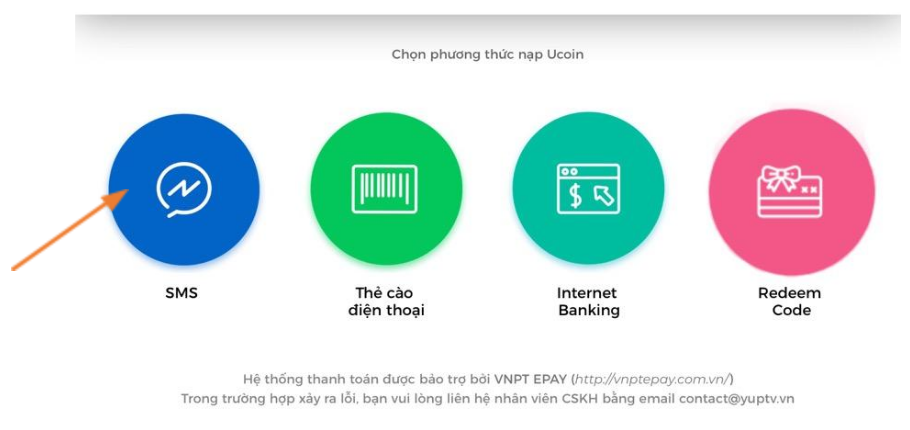 Chọn phương thức nạp Ucoin
SMS
Thẻ cào
điện thoại
Internet
Banking
Redeem
Code
Hệ thống thanh toán được bảo trợ bởi VNPT EPAY (http://vnptepay.com.vn/)
Trong trường hợp xảy ra lỗi, bạn vui lòng liên hệ nhân viên CSKH bằng email contact@yuptv.vn